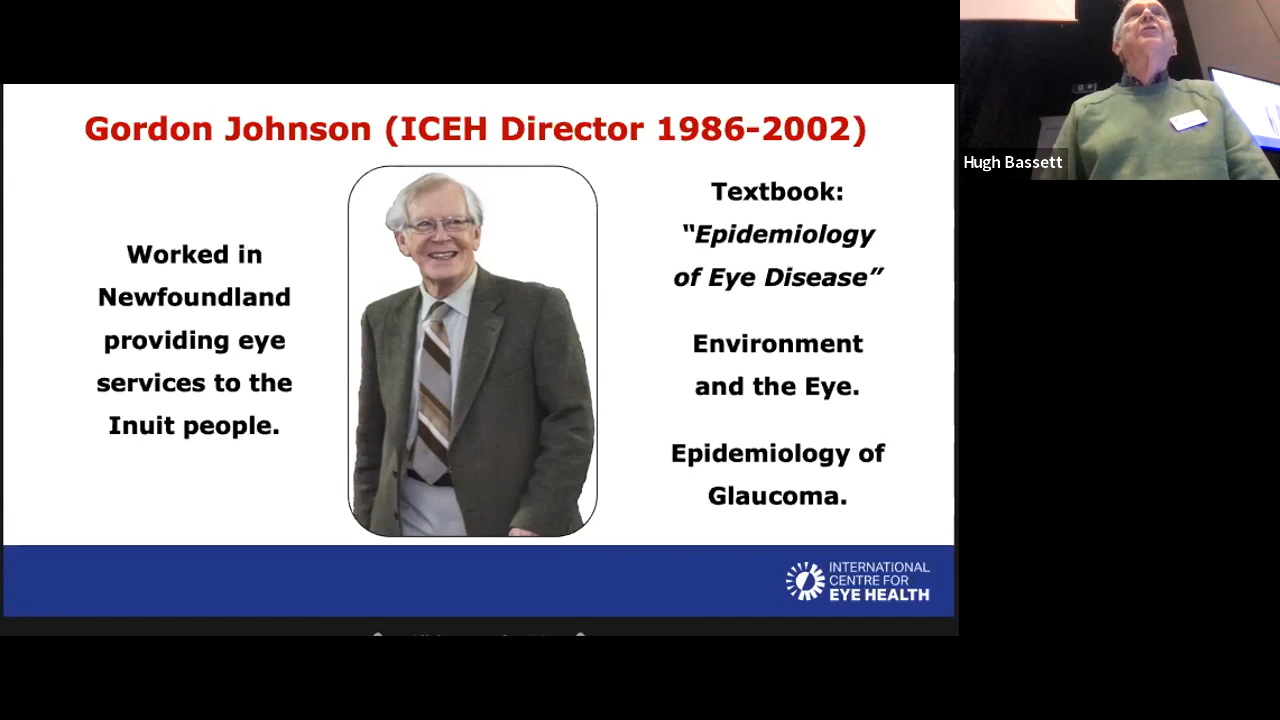 Gordon Johnson (ICEH Director 1986-2002)
Worked in
Newfoundland
providing eye
services to the
Inuit people.
Textbook:
“Epidemiology
of Eye Disease”
Environment
and the Eye.
Epidemiology of
Glaucoma.
INTERNATIONAL
CENTRE FOR
EYE HEALTH
Hugh Bassett